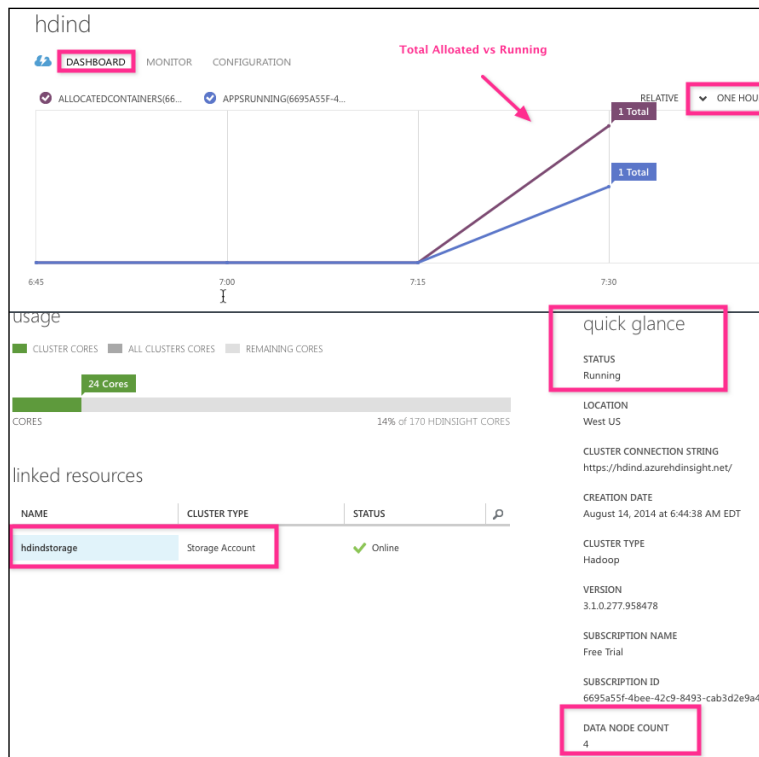 hdind
DASHBOARD MONITOR CONFIGURATION
Total Alloated vs Running
ALLOCATEDCONTAINERS(66... APPSRUNNING(6695A55F-4... RELATIVE ONE HOU
1 Total
1 Total
6:45 7:00 7:15 7:30
usage
CLUSTER CORES ALL CLUSTERS CORES REMAINING CORES
24 Cores
CORES 14% of 170 HDINSIGHT CORES
linked resources
NAME CLUSTER TYPE STATUS
hdindstorage Storage Account Online
quick glance
STATUS
Running
LOCATION
West US
CLUSTER CONNECTION STRING
https://hdind.azurehdinsight.net/
CREATION DATE
August 14, 2014 at 6:44:38 AM EDT
CLUSTER TYPE
Hadoop
VERSION
3.1.0.277.958478
SUBSCRIPTION NAME
Free Trial
SUBSCRIPTION ID
6695a55f-4bee-42c9-8493-cab3d2e9a4
DATA NODE COUNT
4